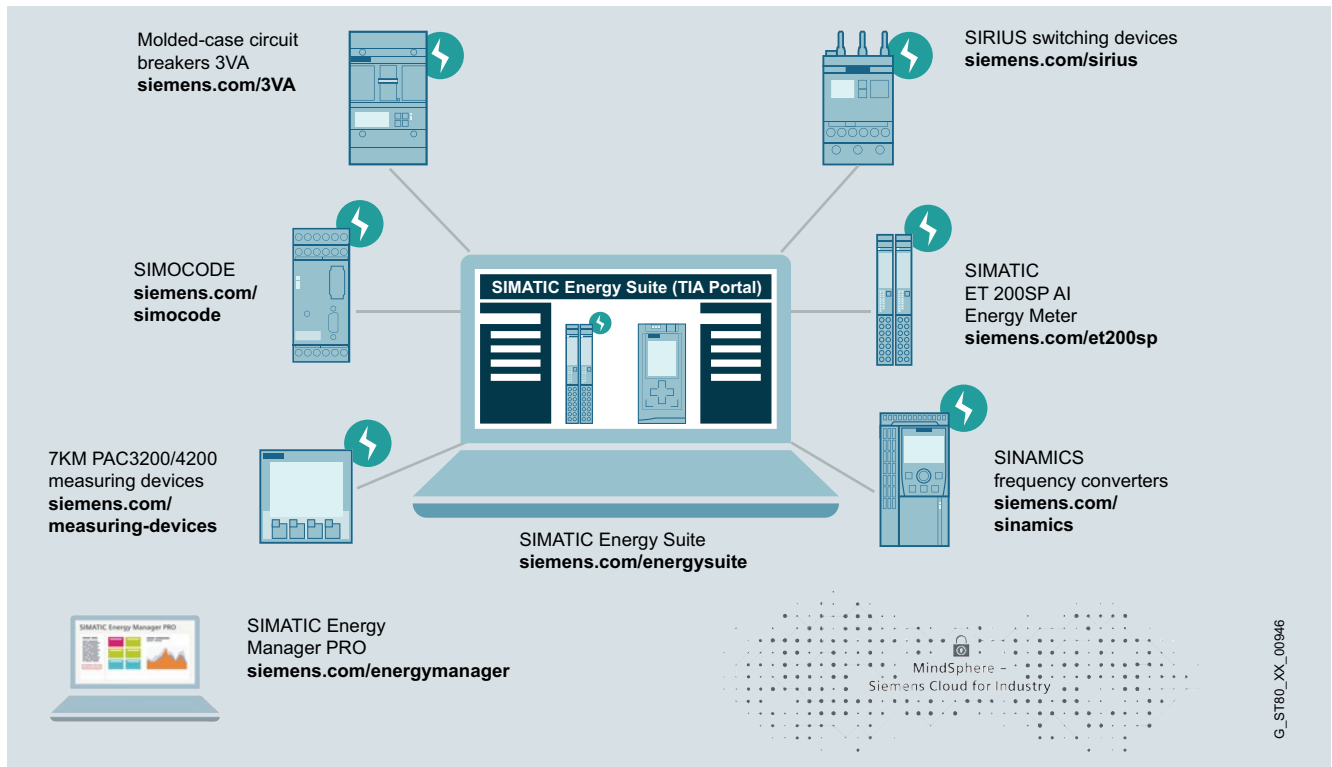 Molded-case circuit
breakers 3VA
siemens.com/3VA
SIRIUS switching devices
siemens.com/sirius
SIMOCODE
siemens.com/
simocode
SIMATIC Energy Suite (TIA Portal)
SIMATIC
ET 200SP AI
Energy Meter
siemens.com/et200sp
7KM PAC3200/4200
measuring devices
siemens.com/
measuring-devices
SINAMICS
frequency converters
siemens.com/
sinamics
SIMATIC Energy Suite
siemens.com/energysuite
SIMATIC Energy Manager PRO
SIMATIC Energy
Manager PRO
siemens.com/energymanager
MindSphere –
Siemens Cloud for Industry
G_ST80_XX_00946